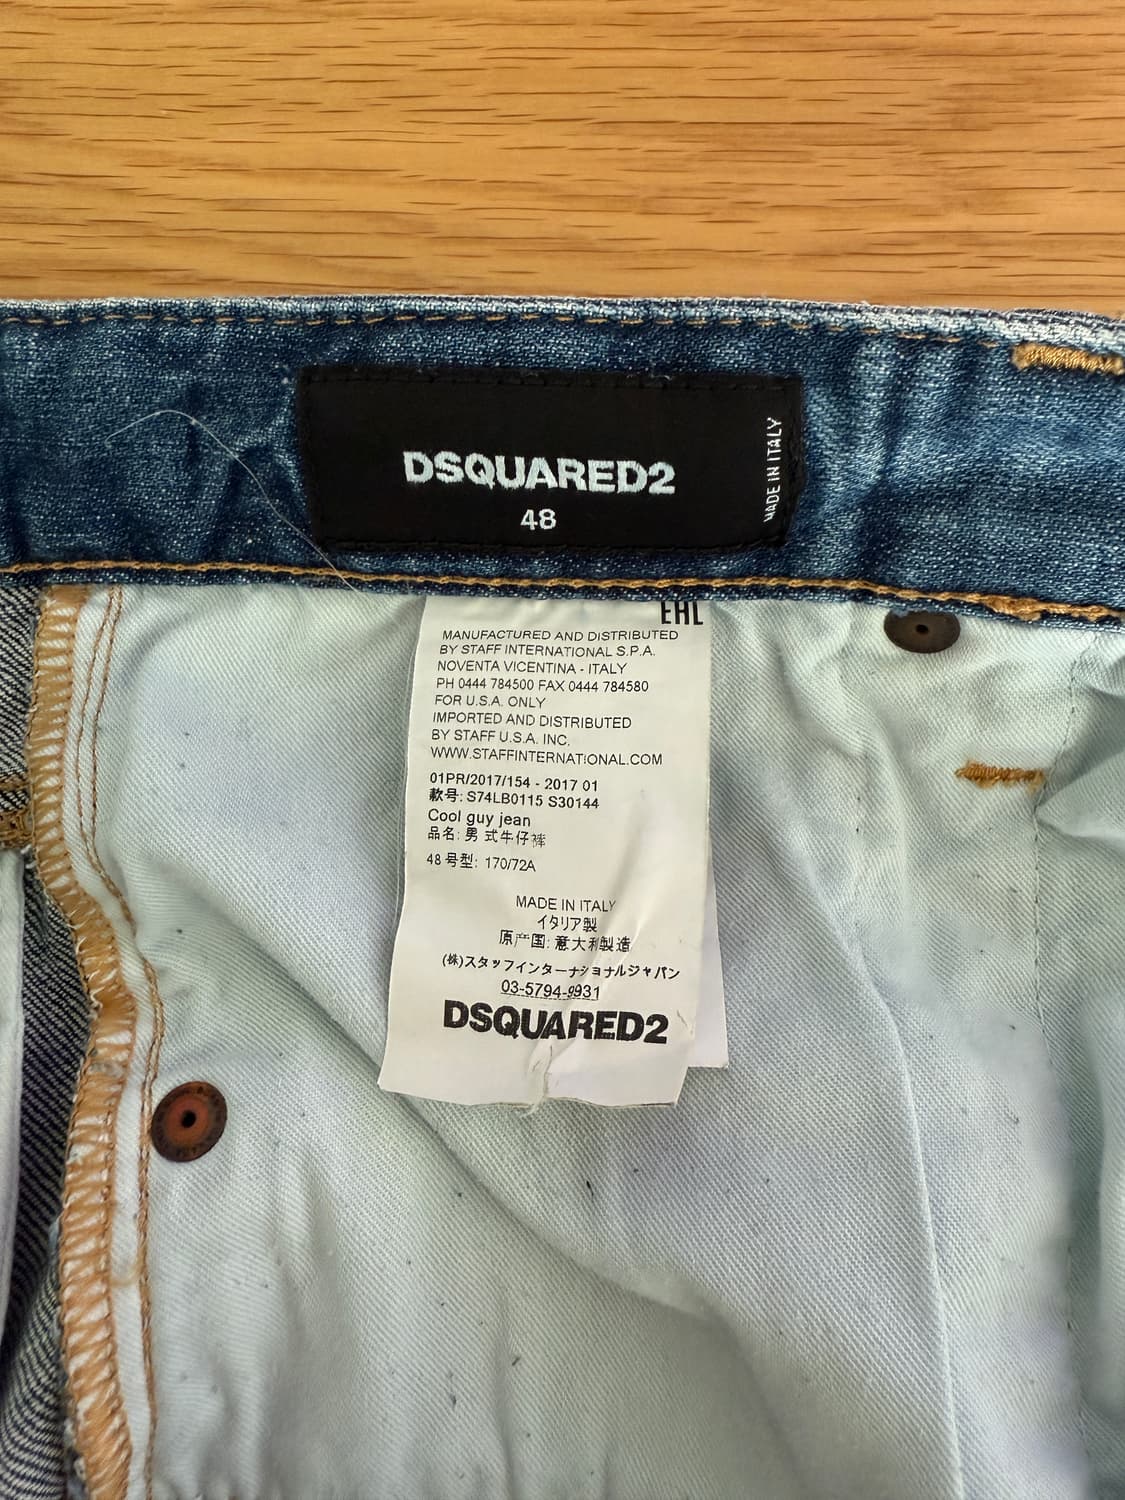 DSQUARED2
48
MADE IN ITALY
EAC
MANUFACTURED AND DISTRIBUTED
BY STAFF INTERNATIONAL S.P.A.
NOVENTA VICENTINA - ITALY
PH 0444 784500 FAX 0444 784580
FOR U.S.A. ONLY
IMPORTED AND DISTRIBUTED
BY STAFF U.S.A. INC.
WWW.STAFFINTERNATIONAL.COM
01PR/2017/154 - 2017 01
款号: S74LB0115 S30144
Cool guy jean
品名: 男式牛仔裤
48 号型: 170/72A
MADE IN ITALY
イタリア製
原产国: 意大利製造
(株)スタッフインターナショナルジャパン
03-5794-9931
DSQUARED2